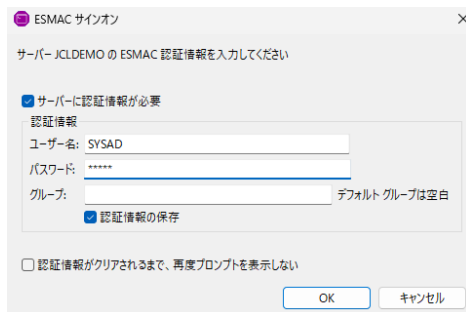 ESMAC サインオン
サーバー JCLDEMO の ESMAC 認証情報を入力してください
サーバーに認証情報が必要
認証情報
ユーザー名: SYSAD
パスワード: *****
グループ: デフォルト グループは空白
認証情報の保存
認証情報がクリアされるまで、再度プロンプトを表示しない
OK キャンセル